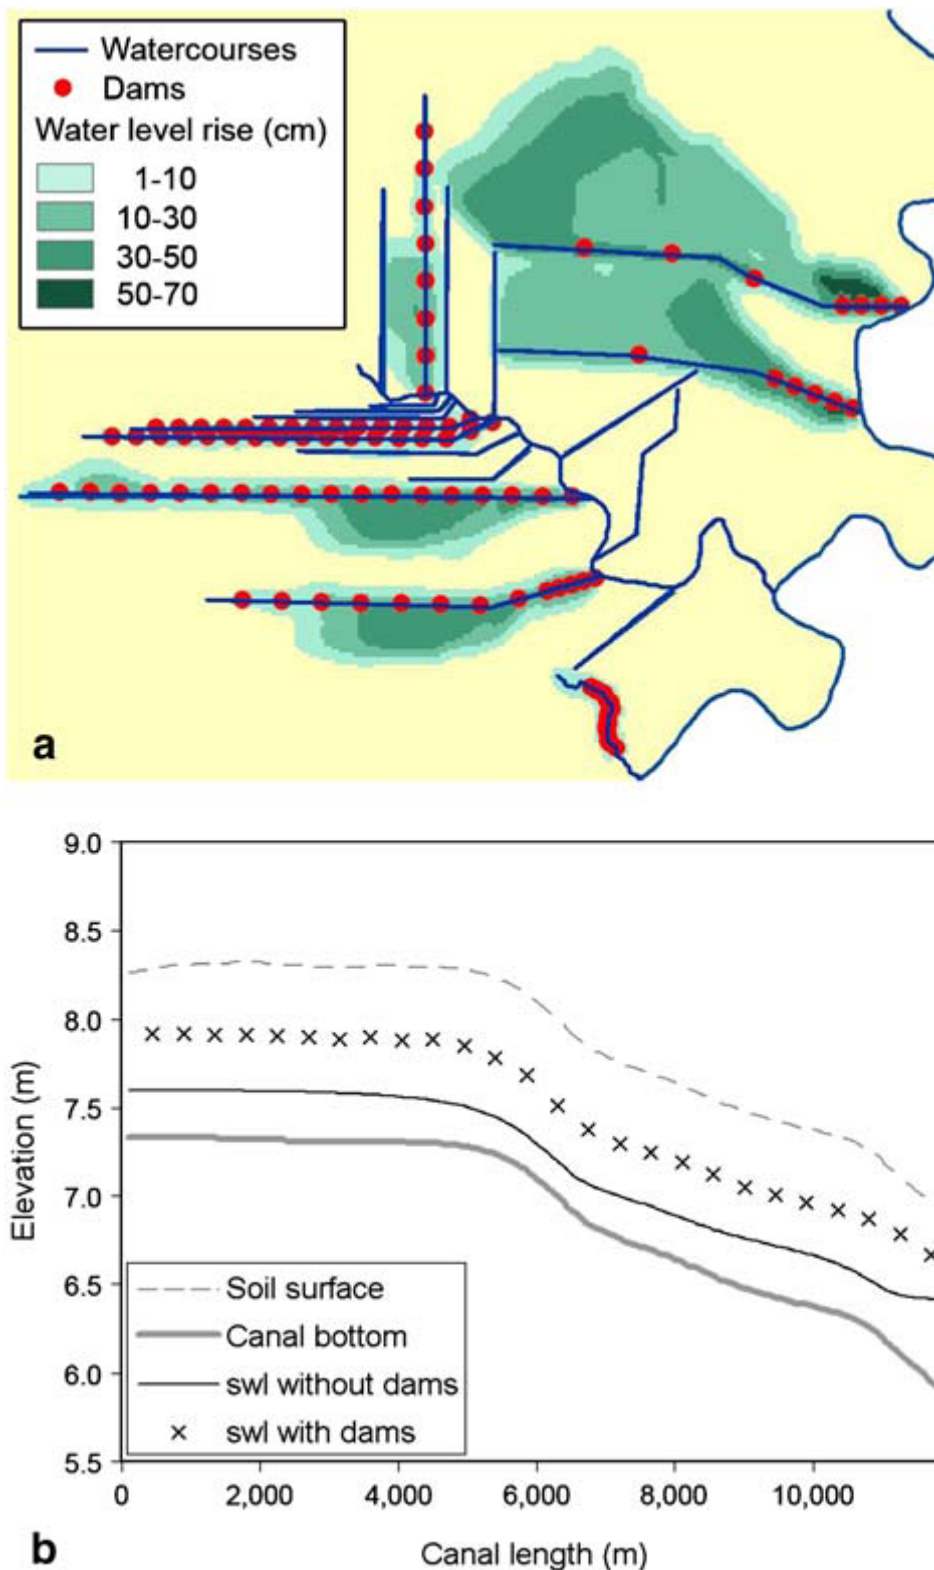 Watercourses
Dams
Water level rise (cm)
1-10
10-30
30-50
50-70
a
9.0
8.5
8.0
7.5
7.0
6.5
6.0
5.5
Elevation (m)
Soil surface
Canal bottom
swl without dams
swl with dams
0 2,000 4,000 6,000 8,000 10,000
Canal length (m)
b